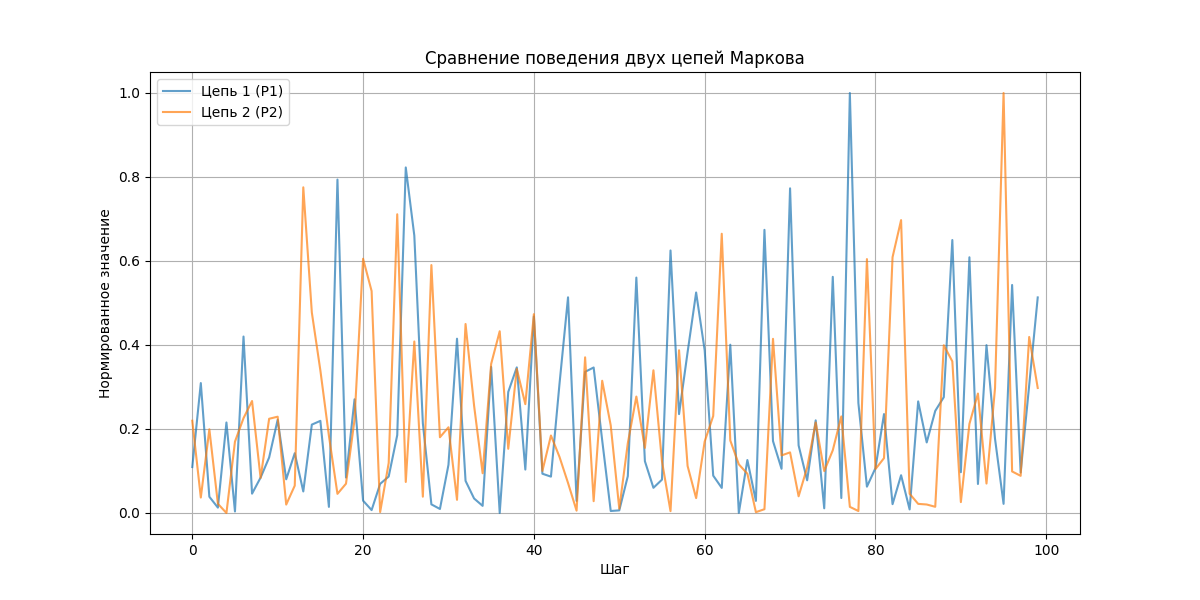 Сравнение поведения двух цепей Маркова
Цепь 1 (P1)
Цепь 2 (P2)
1.0
0.8
0.6
0.4
0.2
0.0
Нормированное значение
0 20 40 60 80 100
Шаг